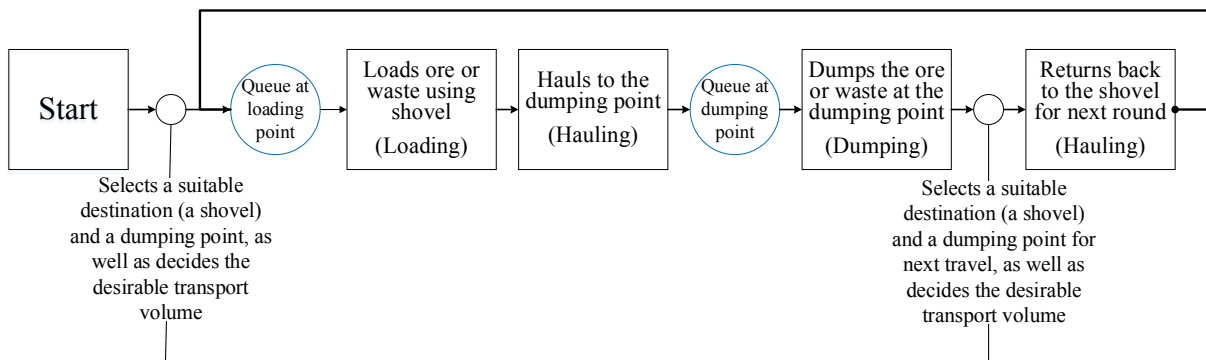 Start
Queue at
loading
point
Loads ore or
waste using
shovel
(Loading)
Hauls to the
dumping point
(Hauling)
Queue at
dumping
point
Dumps the ore
or waste at the
dumping point
(Dumping)
Returns back
to the shovel
for next round
(Hauling)
Selects a suitable
destination (a shovel)
and a dumping point, as
well as decides the
desirable transport
volume
Selects a suitable
destination (a shovel)
and a dumping point for
next travel, as well as
decides the desirable
transport volume